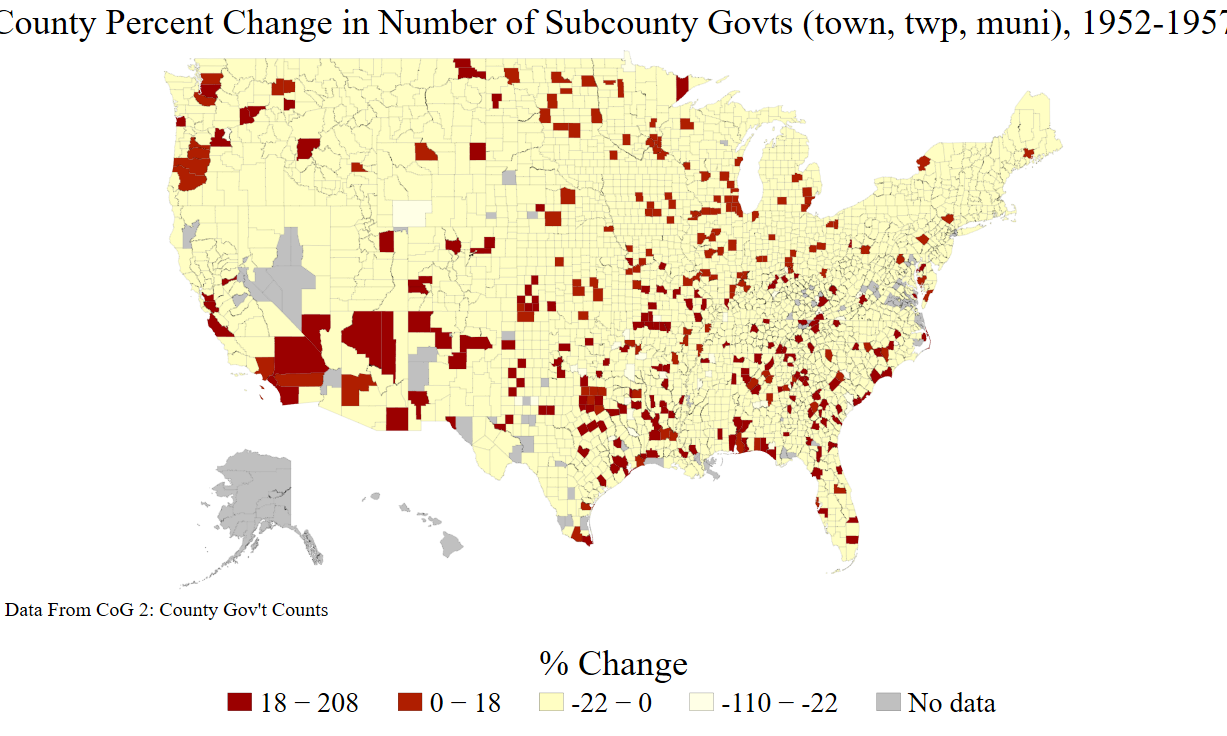 County Percent Change in Number of Subcounty Govts (town, twp, muni), 1952-1957
Data From CoG 2: County Gov't Counts
% Change
18 − 208
0 − 18
-22 − 0
-110 − -22
No data